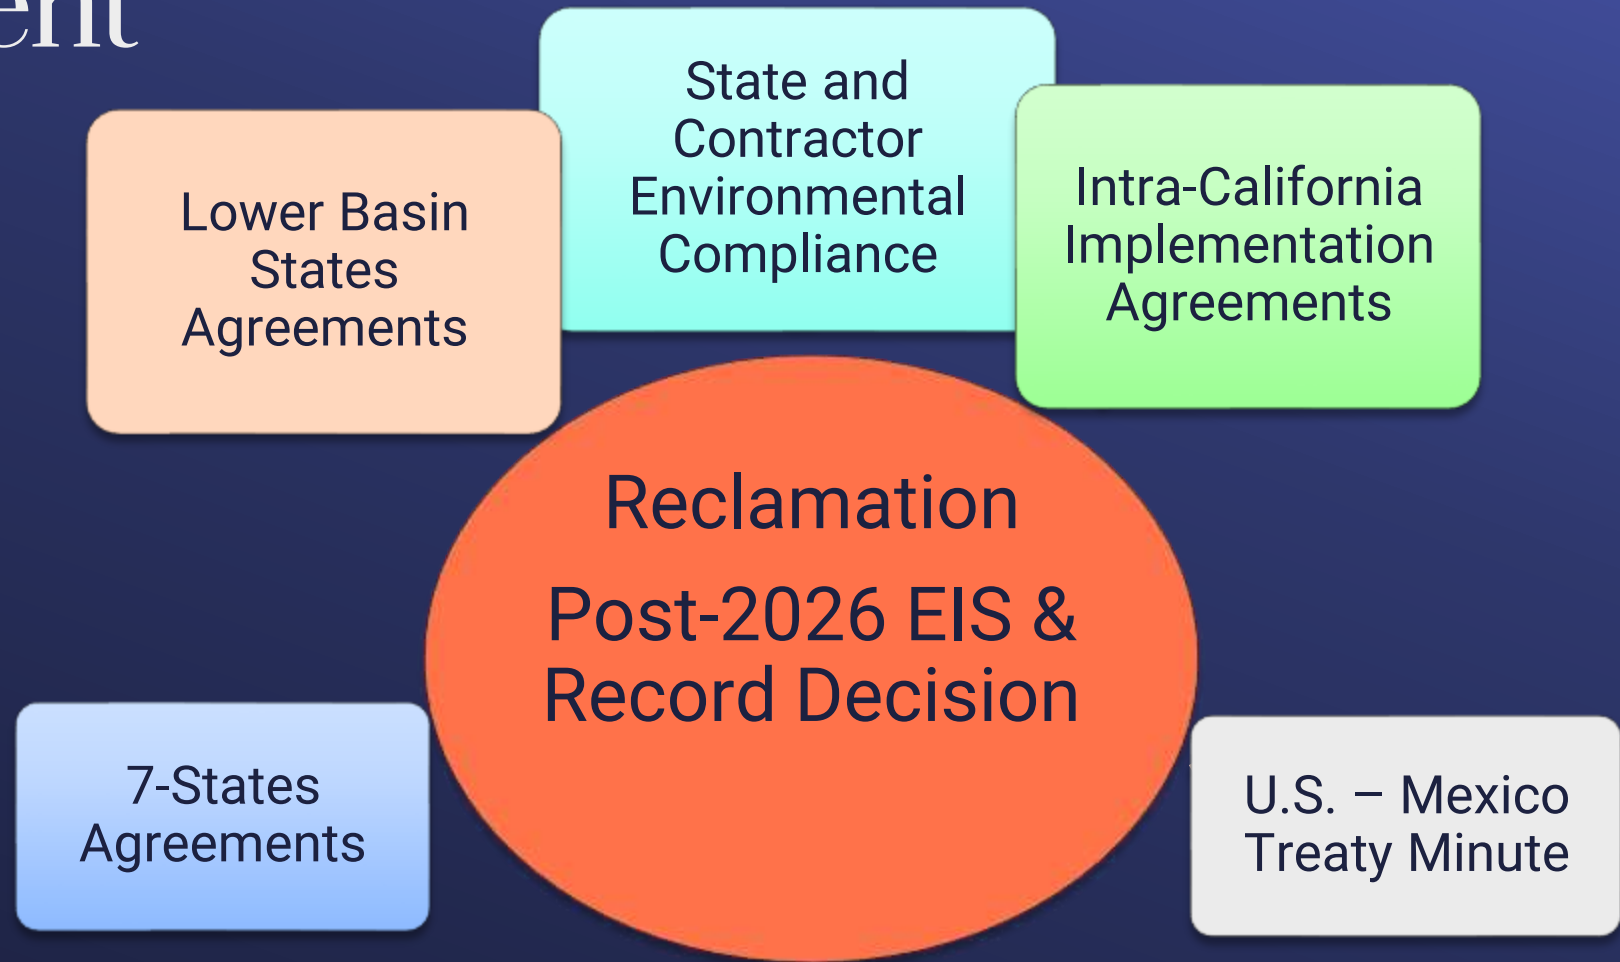 State and
Contractor
Environmental
Compliance
Lower Basin
States
Agreements
Intra-California
Implementation
Agreements
Reclamation
Post-2026 EIS &
Record Decision
7-States
Agreements
U.S. – Mexico
Treaty Minute